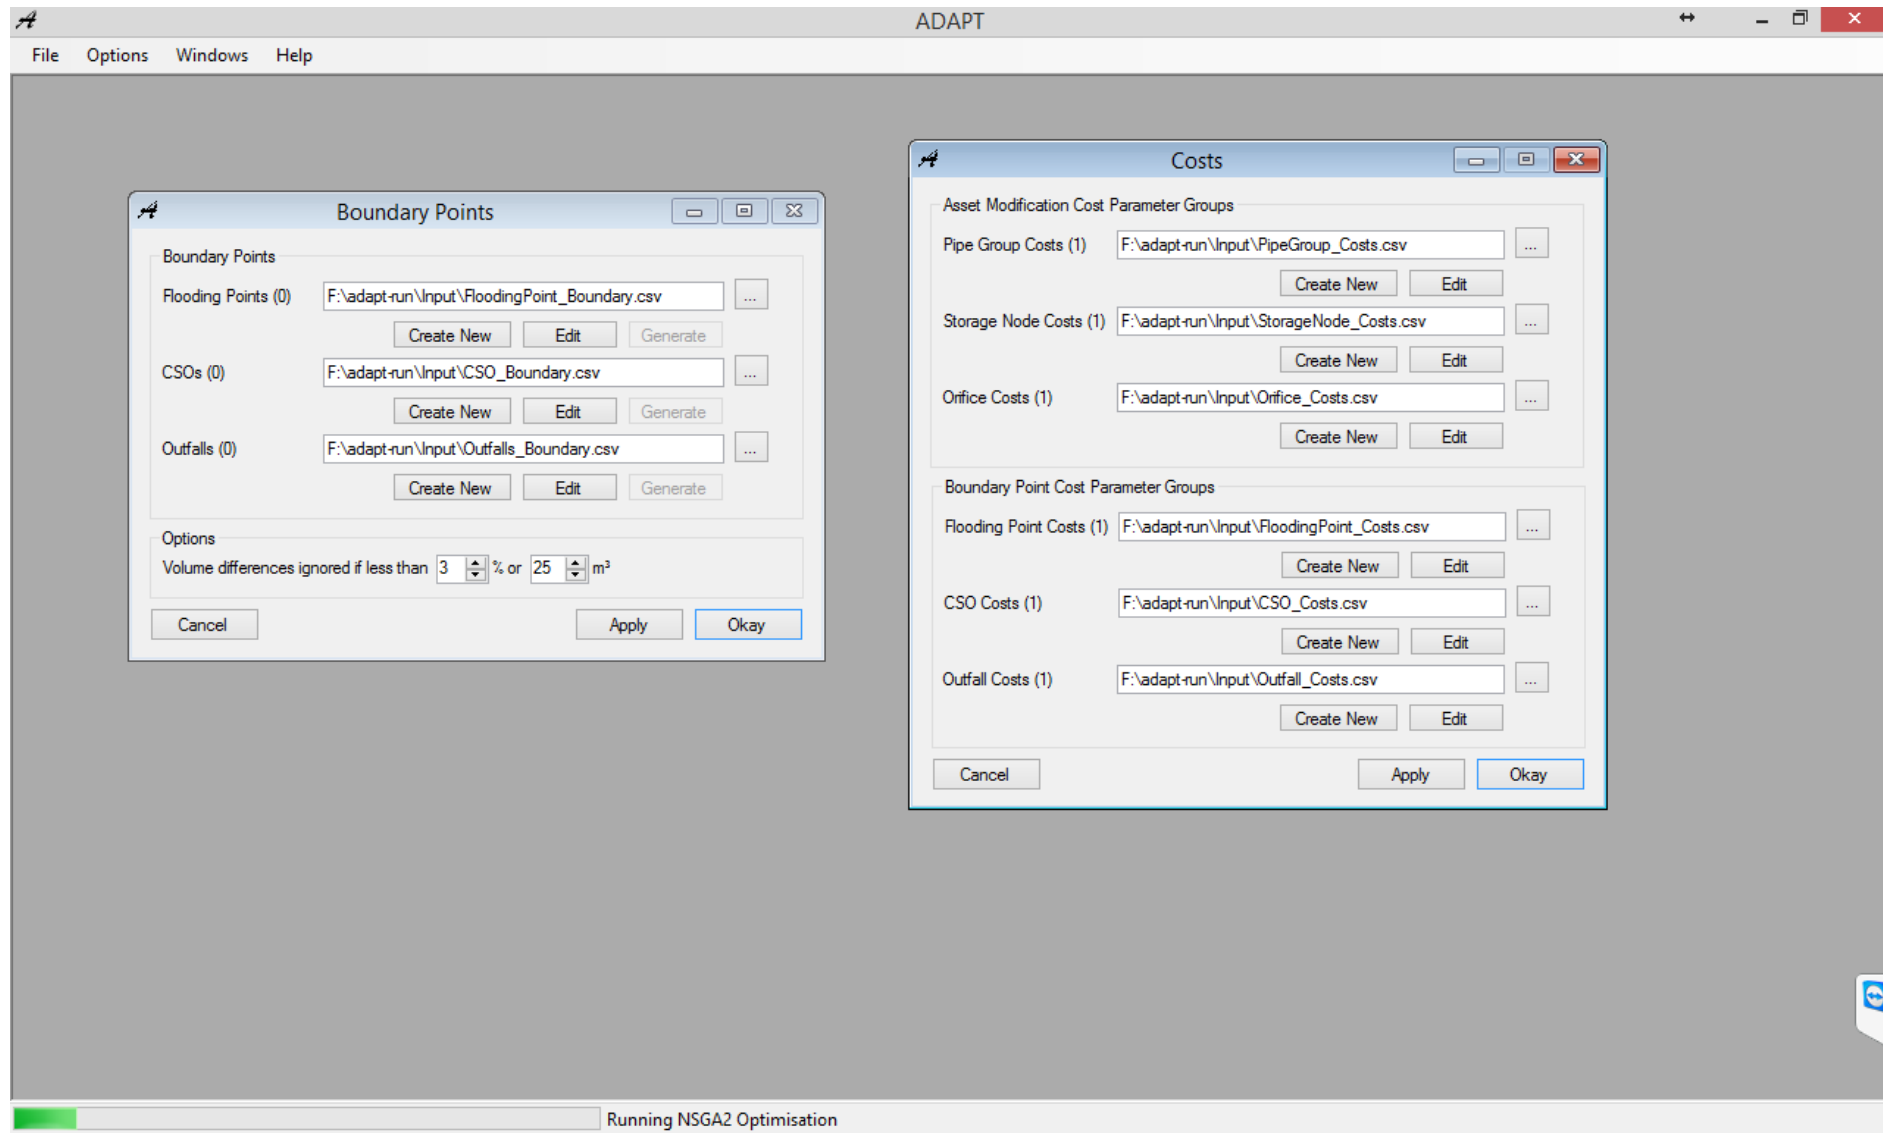 ADAPT
File Options Windows Help
Boundary Points
Boundary Points
Flooding Points (0) F:\adapt-run\Input\FloodingPoint_Boundary.csv ...
Create New Edit Generate
CSOs (0) F:\adapt-run\Input\CSO_Boundary.csv ...
Create New Edit Generate
Outfalls (0) F:\adapt-run\Input\Outfalls_Boundary.csv ...
Create New Edit Generate
Options
Volume differences ignored if less than 3 % or 25 m³
Cancel Apply Okay
Costs
Asset Modification Cost Parameter Groups
Pipe Group Costs (1) F:\adapt-run\Input\PipeGroup_Costs.csv ...
Create New Edit
Storage Node Costs (1) F:\adapt-run\Input\StorageNode_Costs.csv ...
Create New Edit
Orifice Costs (1) F:\adapt-run\Input\Orifice_Costs.csv ...
Create New Edit
Boundary Point Cost Parameter Groups
Flooding Point Costs (1) F:\adapt-run\Input\FloodingPoint_Costs.csv ...
Create New Edit
CSO Costs (1) F:\adapt-run\Input\CSO_Costs.csv ...
Create New Edit
Outfall Costs (1) F:\adapt-run\Input\Outfall_Costs.csv ...
Create New Edit
Cancel Apply Okay
Running NSGA2 Optimisation